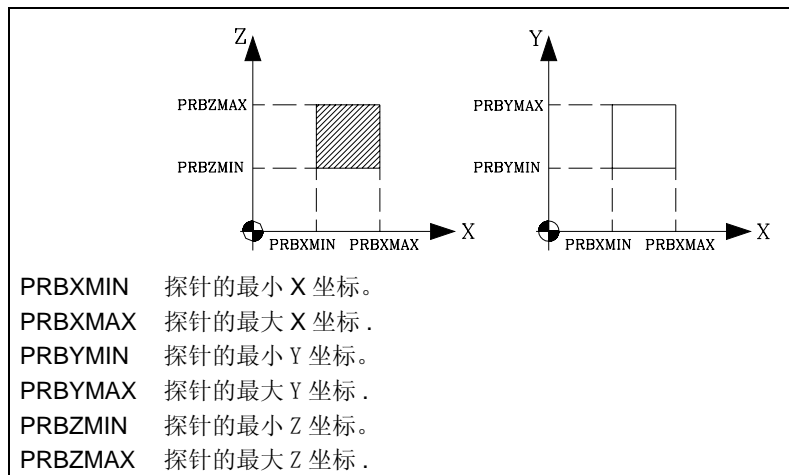 Z
Y
PRBZMAX
PRBYMAX
PRBZMIN
PRBYMIN
X
X
PRBXMIN PRBXMAX
PRBXMIN PRBXMAX
PRBXMIN 探针的最小 X 坐标。
PRBXMAX 探针的最大 X 坐标 .
PRBYMIN 探针的最小 Y 坐标。
PRBYMAX 探针的最大 Y 坐标 .
PRBZMIN 探针的最小 Z 坐标。
PRBZMAX 探针的最大 Z 坐标 .